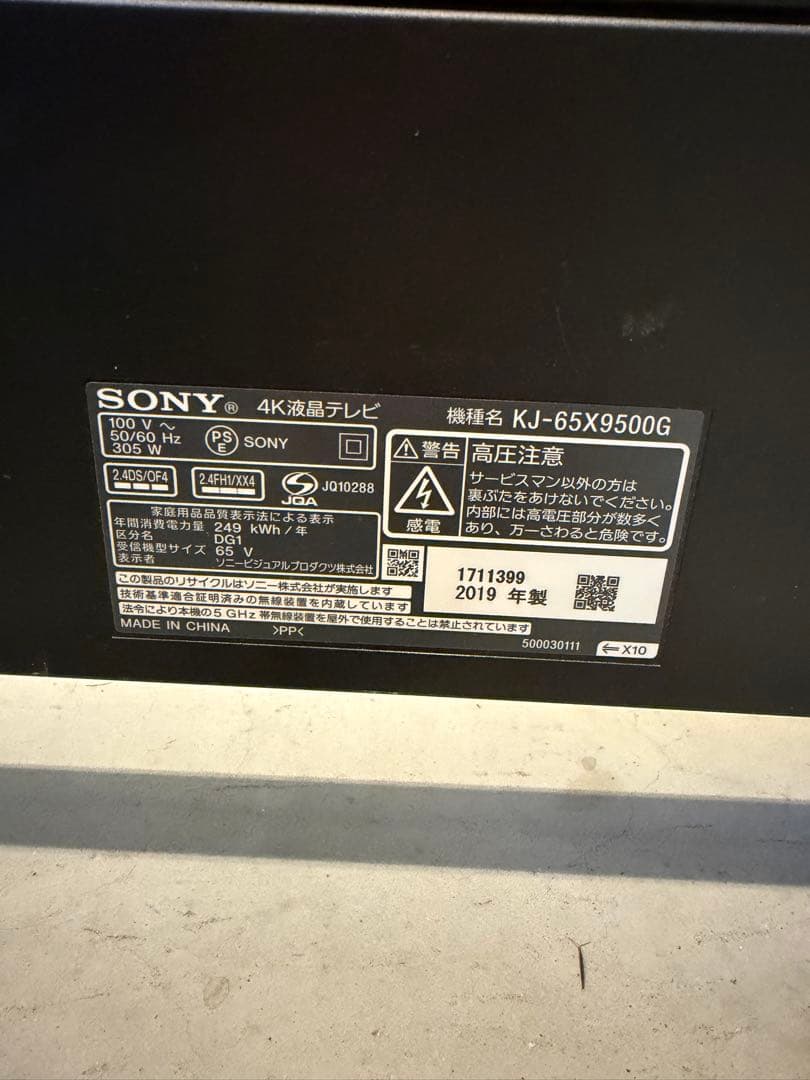 SONY® 4K液晶テレビ 機種名 KJ-65X9500G
100 V ～
50/60 Hz
305 W
PS
E
SONY
2.4DS/OF4
2.4FH1/XX4
JQA
JQ10288
家庭用品品質表示法による表示
年間消費電力量 249 kWh/年
区分名 DG1
受信機型サイズ 65 V
表示者 ソニービジュアルプロダクツ株式会社
警告
感電
高圧注意
サービスマン以外の方は
裏ぶたをあけないでください。
内部には高電圧部分が数多く
あり、万一さわると危険です。
1711399
2019 年製
この製品のリサイクルはソニー株式会社が実施します
技術基準適合証明済みの無線装置を内蔵しています
法令により本機の5 GHz 帯無線装置を屋外で使用することは禁止されています
MADE IN CHINA >PP<
500030111
X10